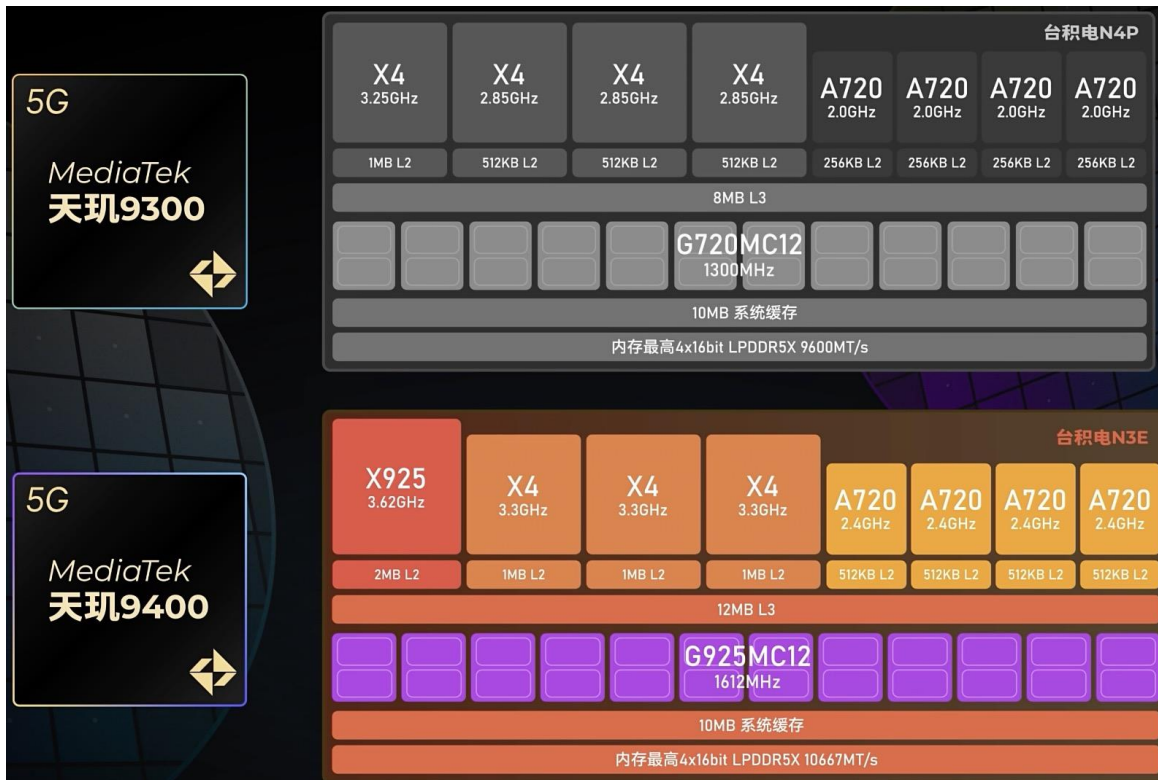 5G
MediaTek
天玑9300
台积电N4P
X4
3.25GHz
X4
2.85GHz
X4
2.85GHz
X4
2.85GHz
A720
2.0GHz
A720
2.0GHz
A720
2.0GHz
A720
2.0GHz
1MB L2
512KB L2
512KB L2
512KB L2
256KB L2
256KB L2
256KB L2
256KB L2
8MB L3
G720MC12
1300MHz
10MB 系统缓存
内存最高4x16bit LPDDR5X 9600MT/s
5G
MediaTek
天玑9400
台积电N3E
X925
3.62GHz
X4
3.3GHz
X4
3.3GHz
X4
3.3GHz
A720
2.4GHz
A720
2.4GHz
A720
2.4GHz
A720
2.4GHz
2MB L2
1MB L2
1MB L2
1MB L2
512KB L2
512KB L2
512KB L2
512KB L2
12MB L3
G925MC12
1612MHz
10MB 系统缓存
内存最高4x16bit LPDDR5X 10667MT/s